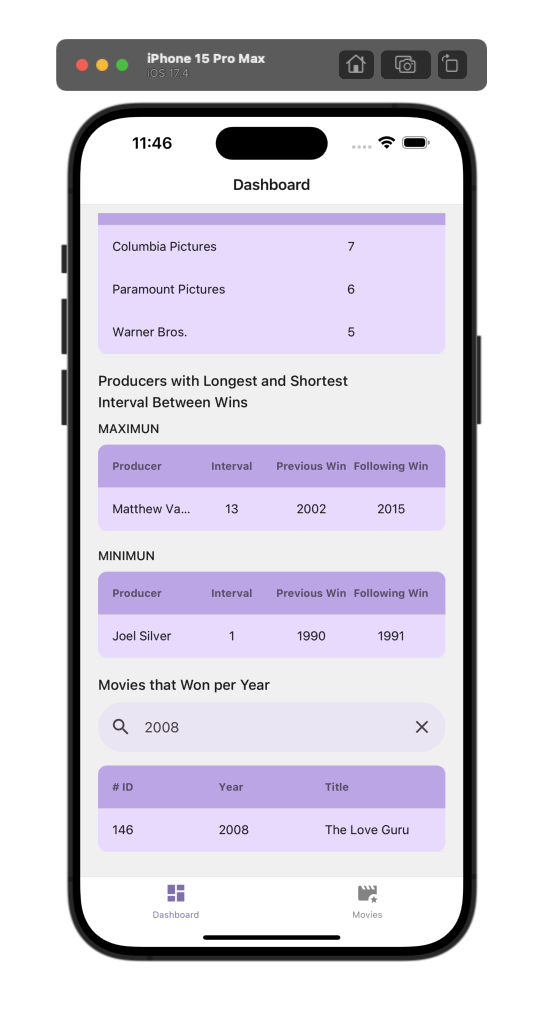 iPhone 15 Pro Max
iOS 17.4
11:46
Dashboard
Columbia Pictures 7
Paramount Pictures 6
Warner Bros. 5
Producers with Longest and Shortest
Interval Between Wins
MAXIMUN
Producer Interval Previous Win Following Win
Matthew Va... 13 2002 2015
MINIMUN
Producer Interval Previous Win Following Win
Joel Silver 1 1990 1991
Movies that Won per Year
2008
# ID Year Title
146 2008 The Love Guru
Dashboard Movies